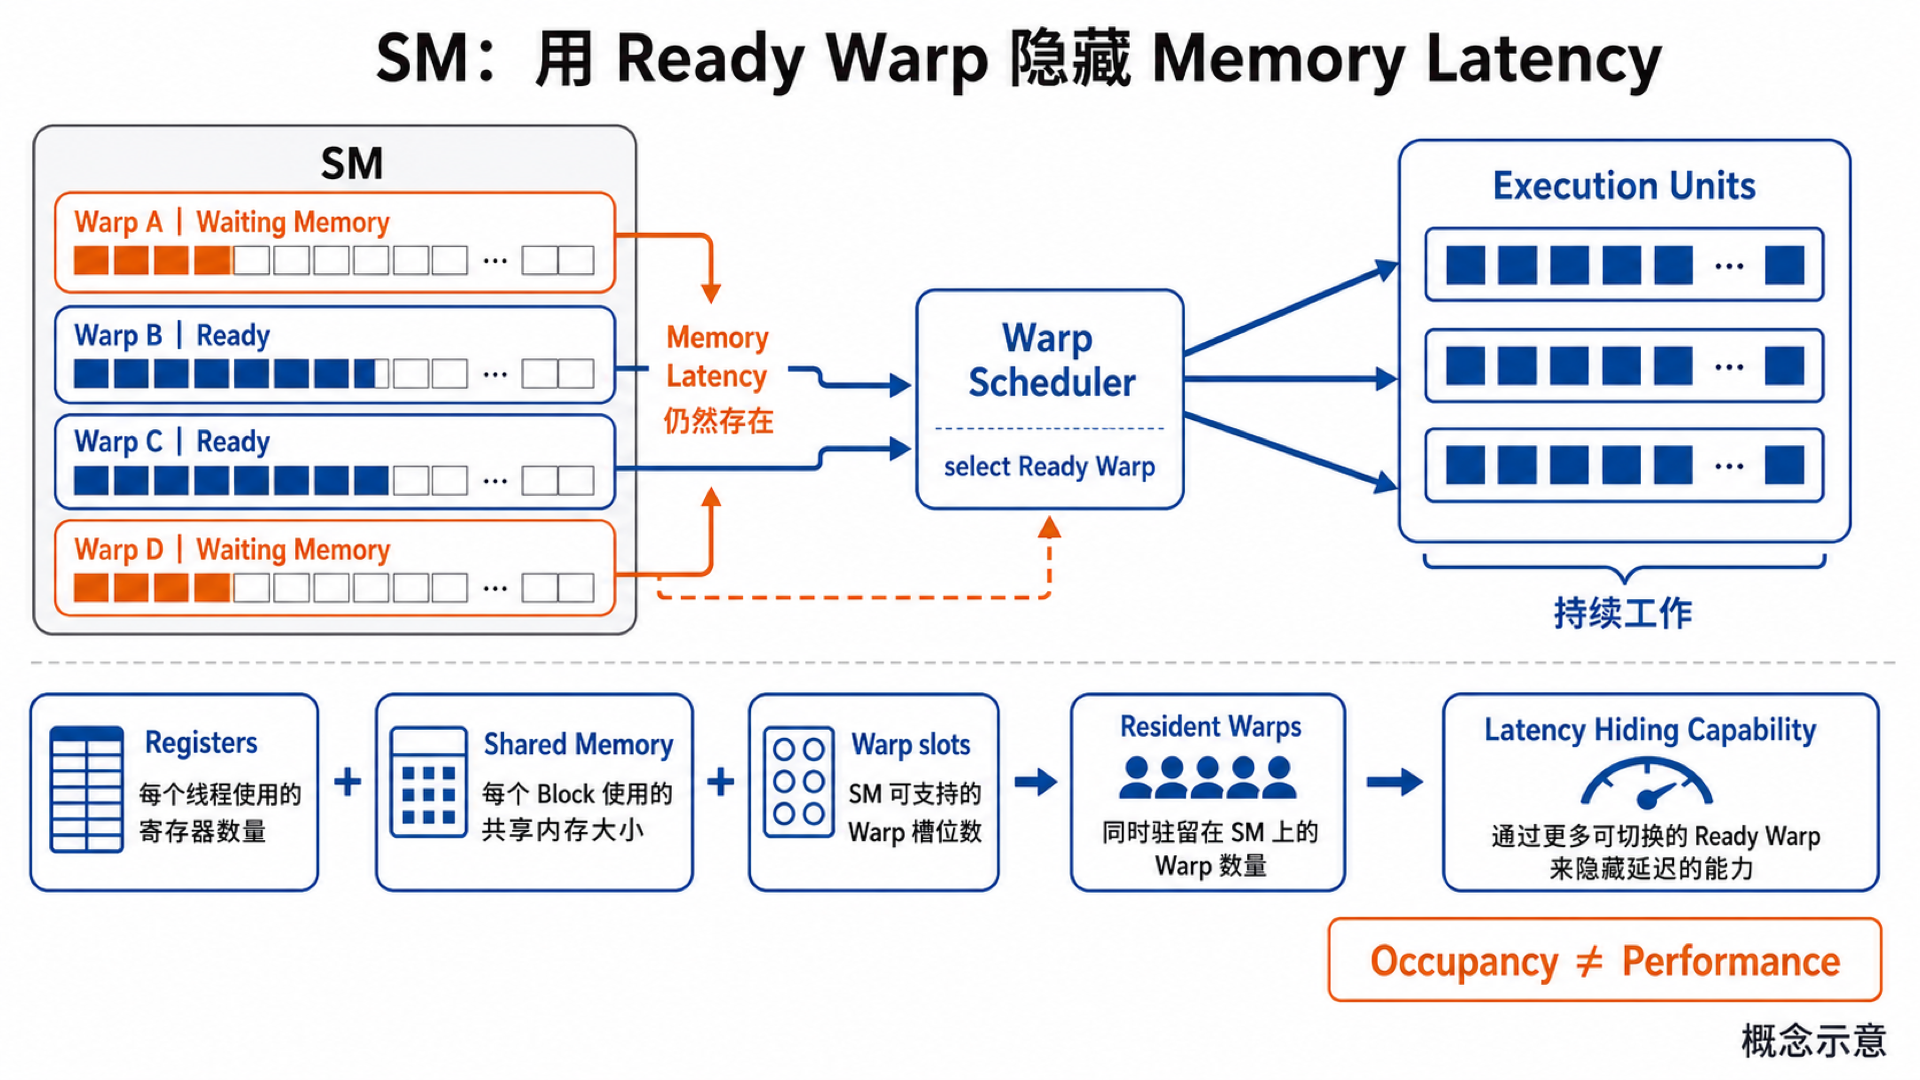 SM：用 Ready Warp 隐藏 Memory Latency
SM
Warp A | Waiting Memory
...
Warp B | Ready
...
Warp C | Ready
...
Warp D | Waiting Memory
...
Memory
Latency
仍然存在
Warp
Scheduler
select Ready Warp
Execution Units
...
...
...
持续工作
Registers
每个线程使用的
寄存器数量
+
Shared Memory
每个 Block 使用的
共享内存大小
+
Warp slots
SM 可支持的
Warp 槽位数
Resident Warps
同时驻留在 SM 上的
Warp 数量
Latency Hiding Capability
通过更多可切换的 Ready Warp
来隐藏延迟的能力
Occupancy ≠ Performance
概念示意